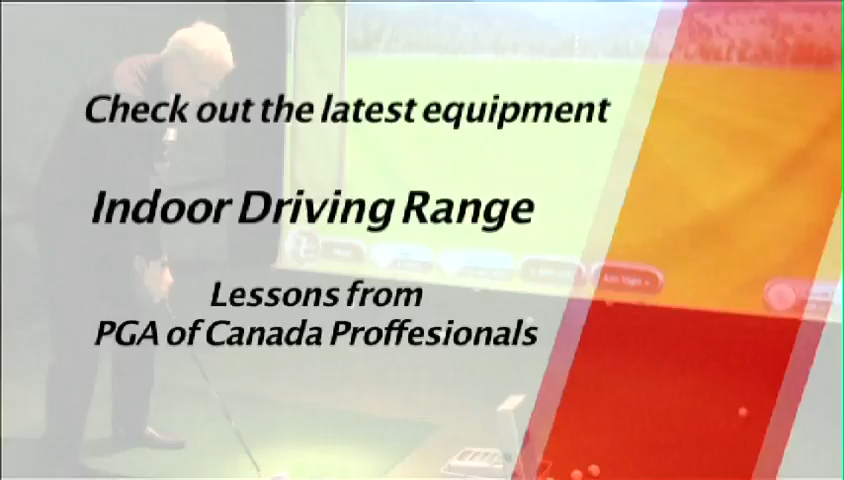 Check out the latest equipment
Indoor Driving Range
Lessons from
PGA of Canada Proffesionals